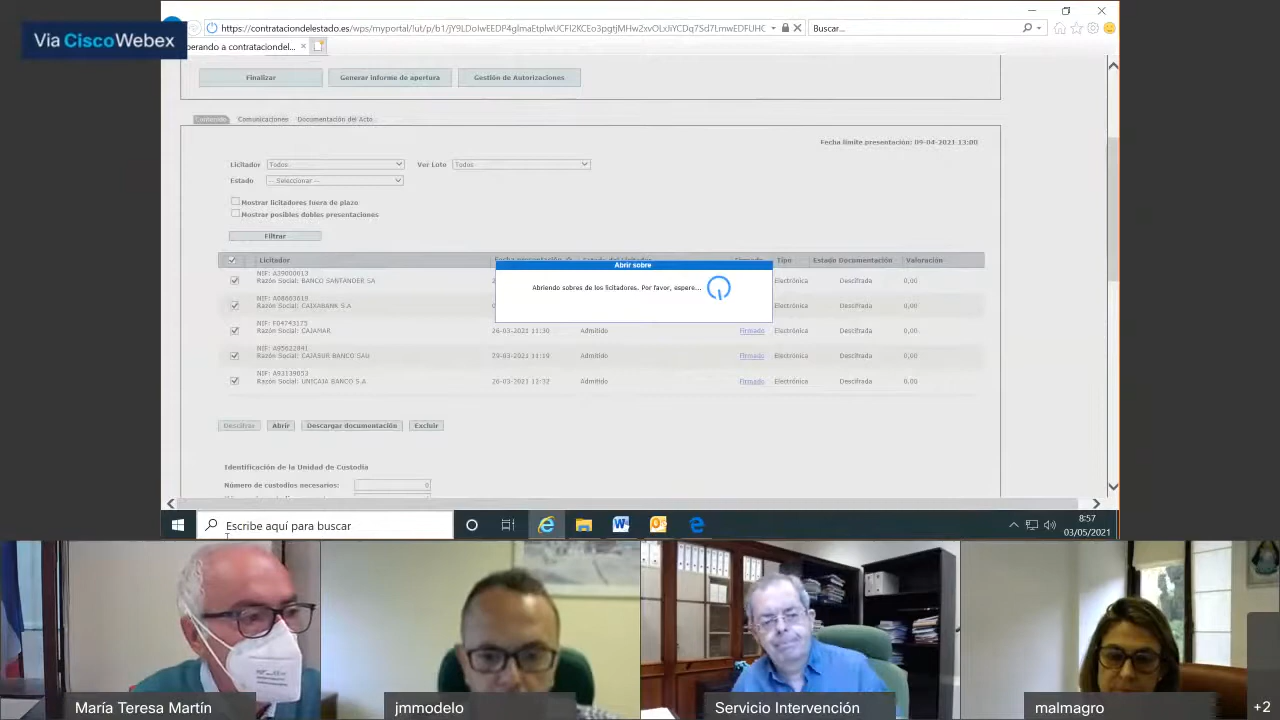 Via Cisco Webex
https://contrataciondelestado.es/wps/myportal/!ut/p/b1/
Buscar...
perando a contrataciondel...
Finalizar
Generar informe de apertura
Gestión de Autorizaciones
Contenido
Comunicaciones
Documentación del Acto
Fecha límite presentación: 09-04-2021 13:00
Licitador
Todos
Ver Lote
Todos
Estado
-- Seleccionar --
Mostrar licitadores fuera de plazo
Mostrar posibles dobles presentaciones
Filtrar
Licitador
Tipo
Estado Documentación
Valoración
Abrir sobre
Abriendo sobres de los licitadores. Por favor, espere...
NIF: A39000013
Razón Social: BANCO SANTANDER SA
Electrónica
Descifrada
0,00
NIF: A08663619
Razón Social: CAIXABANK S.A
Electrónica
Descifrada
0,00
NIF: F04743175
Razón Social: CAJAMAR
26-03-2021 11:30
Admitido
Firmado
Electrónica
Descifrada
0,00
NIF: A95622841
Razón Social: CAJASUR BANCO SAU
29-03-2021 11:19
Admitido
Firmado
Electrónica
Descifrada
0,00
NIF: A93139053
Razón Social: UNICAJA BANCO S.A
26-03-2021 12:32
Admitido
Firmado
Electrónica
Descifrada
0,00
Descifrar
Abrir
Descargar documentación
Excluir
Identificación de la Unidad de Custodia
Número de custodios necesarios:
0
Escribe aquí para buscar
8:57
03/05/2021
María Teresa Martín
jmmodelo
Servicio Intervención
malmagro
+2